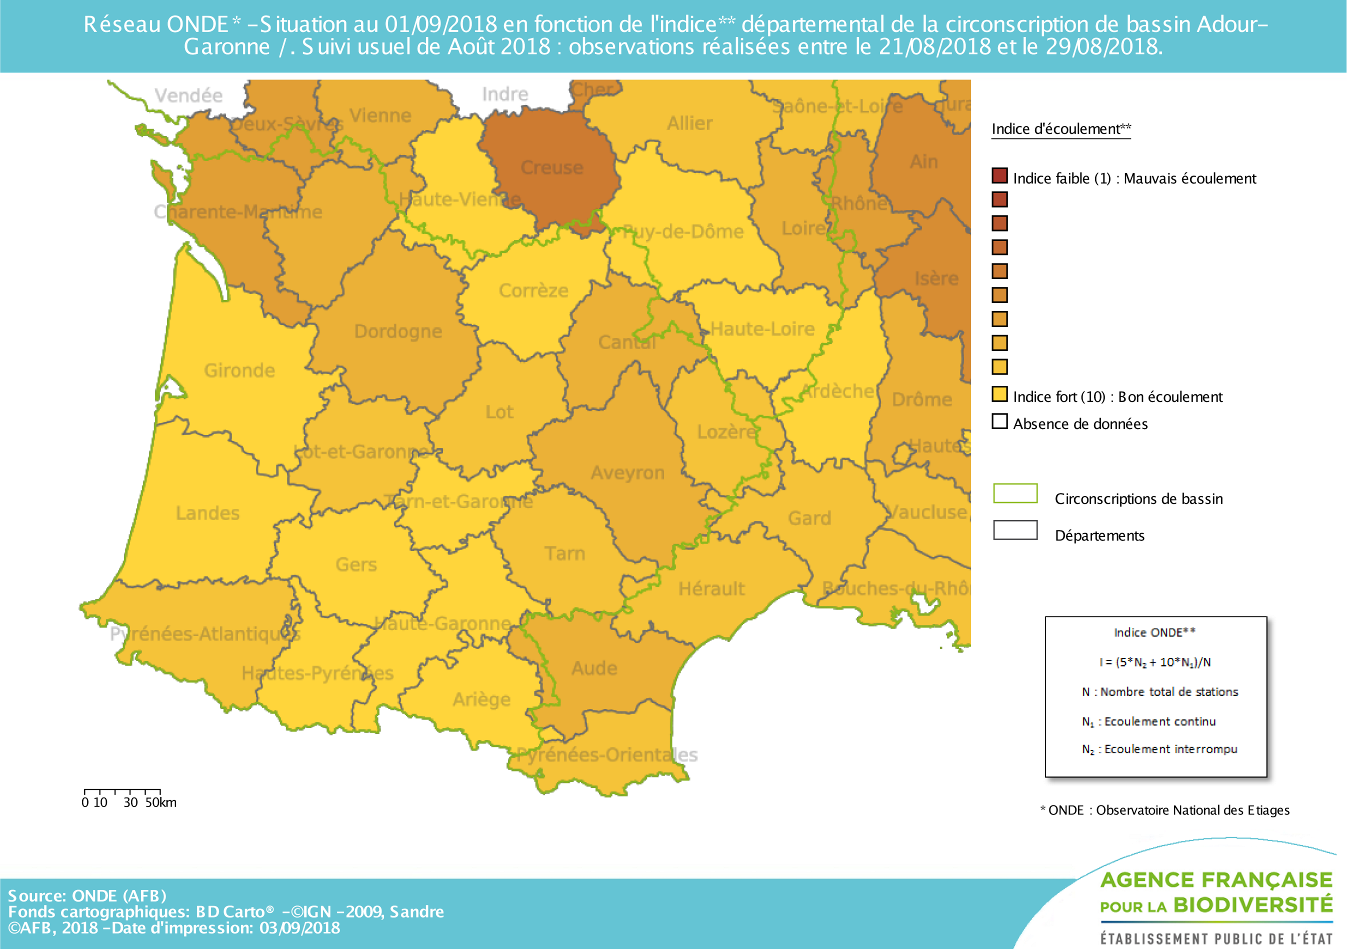 Réseau ONDE* -Situation au 01/09/2018 en fonction de l'indice** départemental de la circonscription de bassin Adour-
Garonne /. Suivi usuel de Août 2018 : observations réalisées entre le 21/08/2018 et le 29/08/2018.
Vendée
Indre
Cher
Deux-Sèvres
Vienne
Allier
Saône-et-Loire
Jura
Creuse
Ain
Charente-Maritime
Haute-Vienne
Puy-de-Dôme
Loire
Rhône
Isère
Corrèze
Dordogne
Cantal
Haute-Loire
Gironde
Ardèche
Drôme
Lot
Lozère
Hautes
Lot-et-Garonne
Aveyron
Tarn-et-Garonne
Landes
Gard
Vaucluse
Gers
Tarn
Hérault
Bouches-du-Rhô
Pyrénées-Atlantiques
Haute-Garonne
Hautes-Pyrénées
Aude
Ariège
Pyrénées-Orientales
0 10 30 50km
Indice d'écoulement**
Indice faible (1) : Mauvais écoulement
Indice fort (10) : Bon écoulement
Absence de données
Circonscriptions de bassin
Départements
Indice ONDE**
I = (5*N₂ + 10*N₁)/N
N : Nombre total de stations
N₁ : Ecoulement continu
N₂ : Ecoulement interrompu
* ONDE : Observatoire National des Etiages
Source: ONDE (AFB)
Fonds cartographiques: BD Carto® -©IGN -2009, Sandre
©AFB, 2018 -Date d'impression: 03/09/2018
AGENCE FRANÇAISE
POUR LA BIODIVERSITÉ
ÉTABLISSEMENT PUBLIC DE L'ÉTAT